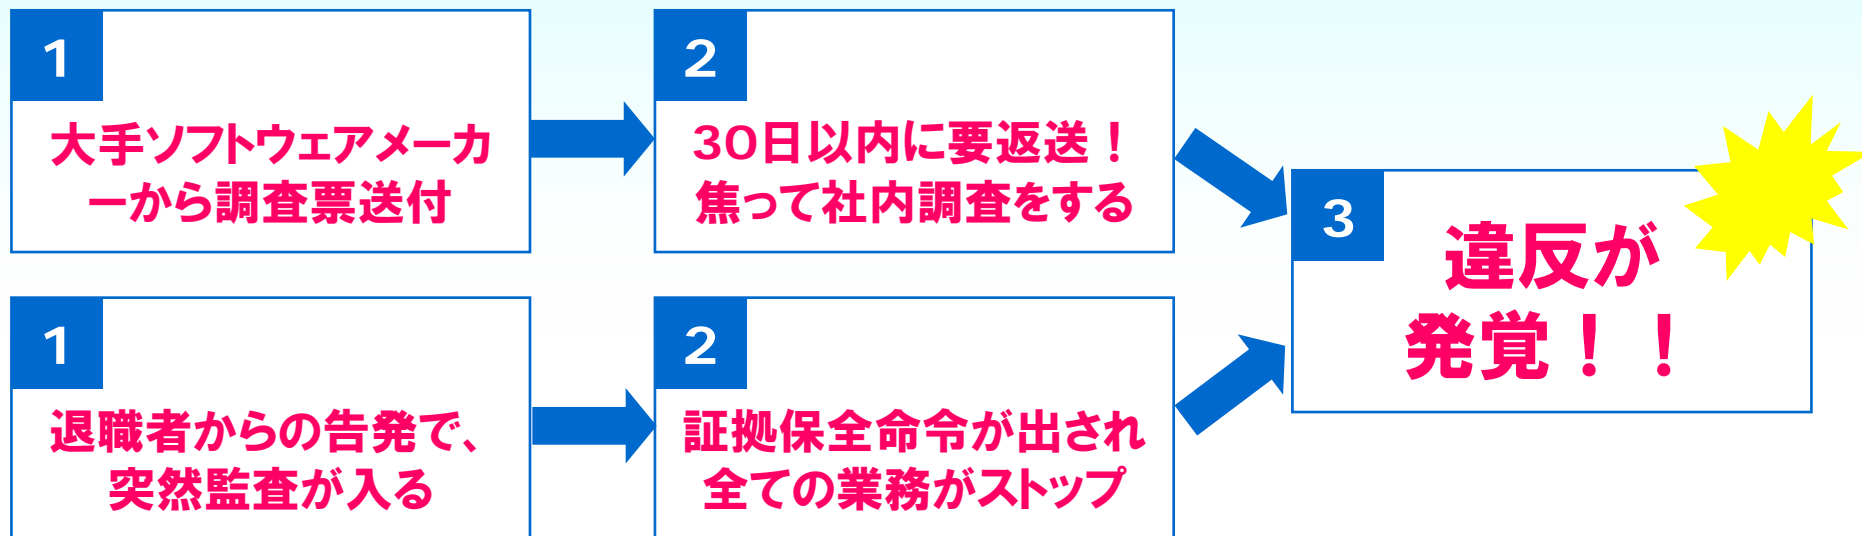 1
大手ソフトウェアメーカ
ーから調査票送付
2
30日以内に要返送！
焦って社内調査をする
1
退職者からの告発で、
突然監査が入る
2
証拠保全命令が出され
全ての業務がストップ
3
違反が
発覚！！